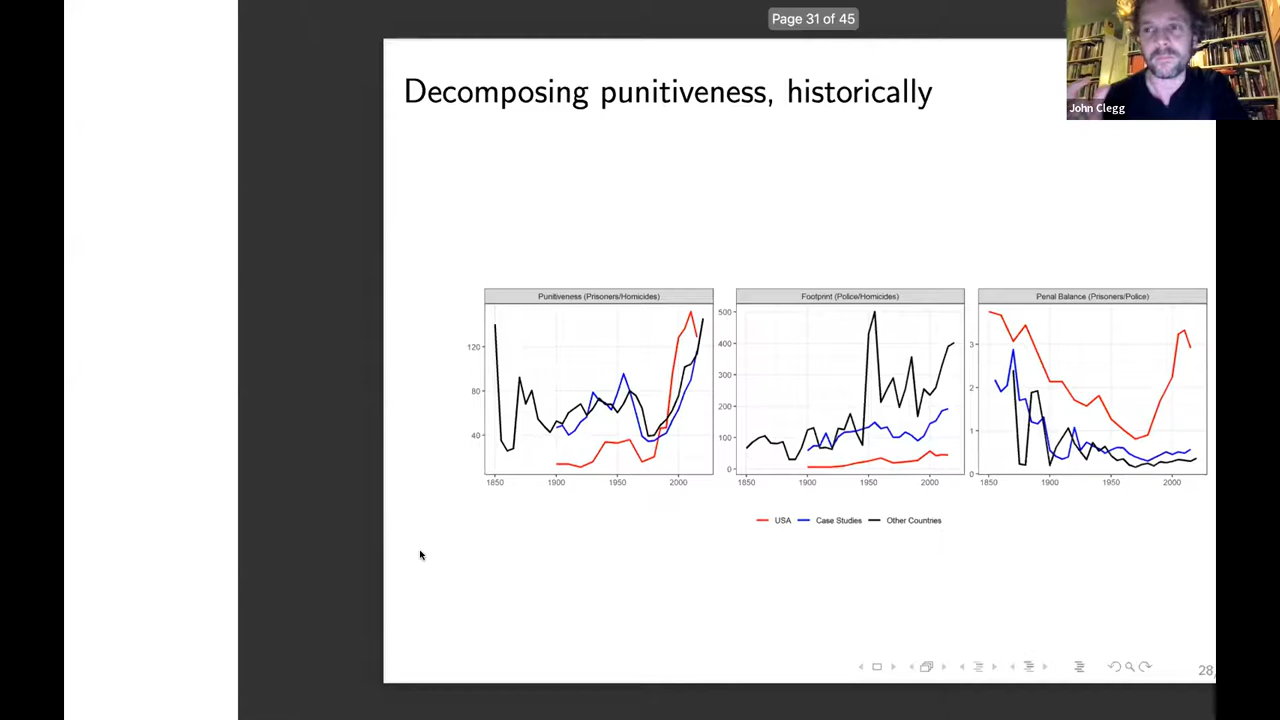 Page 31 of 45
John Clegg
Decomposing punitiveness, historically
Punitiveness (Prisoners/Homicides)
120
80
40
1850 1900 1950 2000
Footprint (Police/Homicides)
500
400
300
200
100
0
1850 1900 1950 2000
Penal Balance (Prisoners/Police)
3
2
1
0
1850 1900 1950 2000
USA Case Studies Other Countries
28